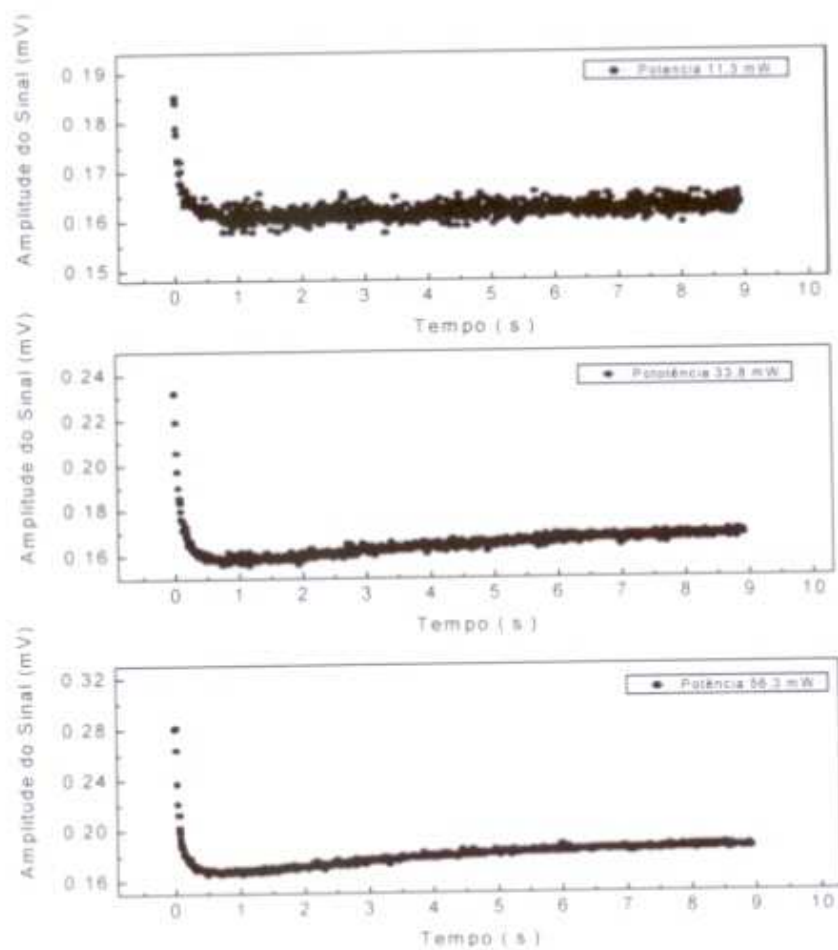 Amplitude do Sinal (mV)
0.19
0.18
0.17
0.16
0.15
Potencia 11.3 mW
0 1 2 3 4 5 6 7 8 9 10
Tempo ( s )
Amplitude do Sinal (mV)
0.24
0.22
0.20
0.18
0.16
Pototência 33.8 mW
0 1 2 3 4 5 6 7 8 9 10
Tempo ( s )
Amplitude do Sinal (mV)
0.32
0.28
0.24
0.20
0.16
Potência 56.3 mW
0 1 2 3 4 5 6 7 8 9 10
Tempo ( s )